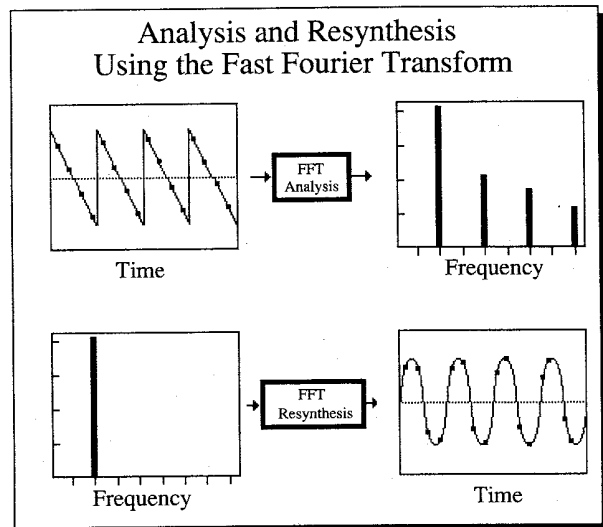 Analysis and Resynthesis
Using the Fast Fourier Transform
FFT
Analysis
Time
Frequency
FFT
Resynthesis
Frequency
Time